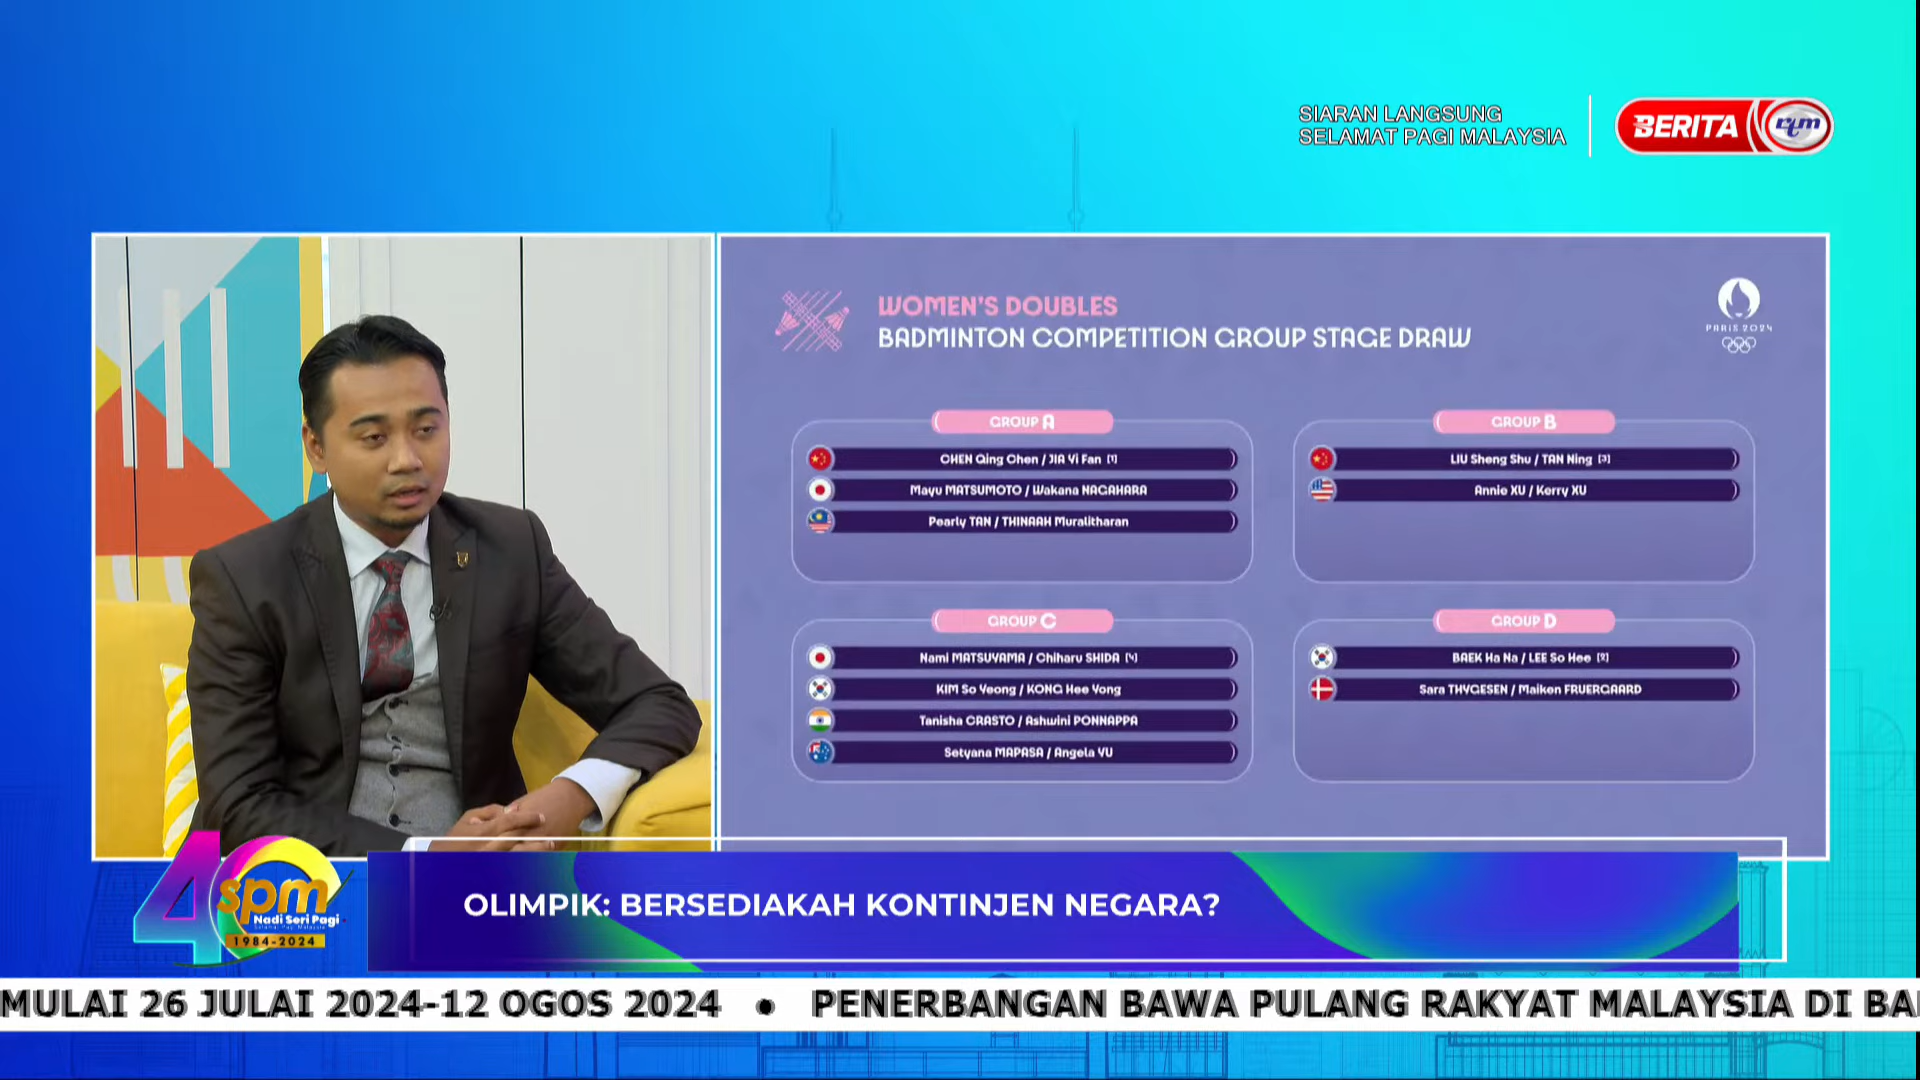 SIARAN LANGSUNG
SELAMAT PAGI MALAYSIA
BERITA rtm
WOMEN'S DOUBLES
BADMINTON COMPETITION GROUP STAGE DRAW
PARIS 2024
GROUP A
CHEN Qing Chen / JIA Yi Fan [1]
Mayu MATSUMOTO / Wakana NAGAHARA
Pearly TAN / THINAAH Muralitharan
GROUP B
LIU Sheng Shu / TAN Ning [3]
Annie XU / Kerry XU
GROUP C
Nami MATSUYAMA / Chiharu SHIDA [4]
KIM So Yeong / KONG Hee Yong
Tanisha CRASTO / Ashwini PONNAPPA
Setyana MAPASA / Angela YU
GROUP D
BAEK Ha Na / LEE So Hee [2]
Sara THYGESEN / Maiken FRUERGAARD
40 spm
Nadi Seri Pagi
Selamat Pagi Malaysia
1984-2024
OLIMPIK: BERSEDIAKAH KONTINJEN NEGARA?
MULAI 26 JULAI 2024-12 OGOS 2024 • PENERBANGAN BAWA PULANG RAKYAT MALAYSIA DI BA